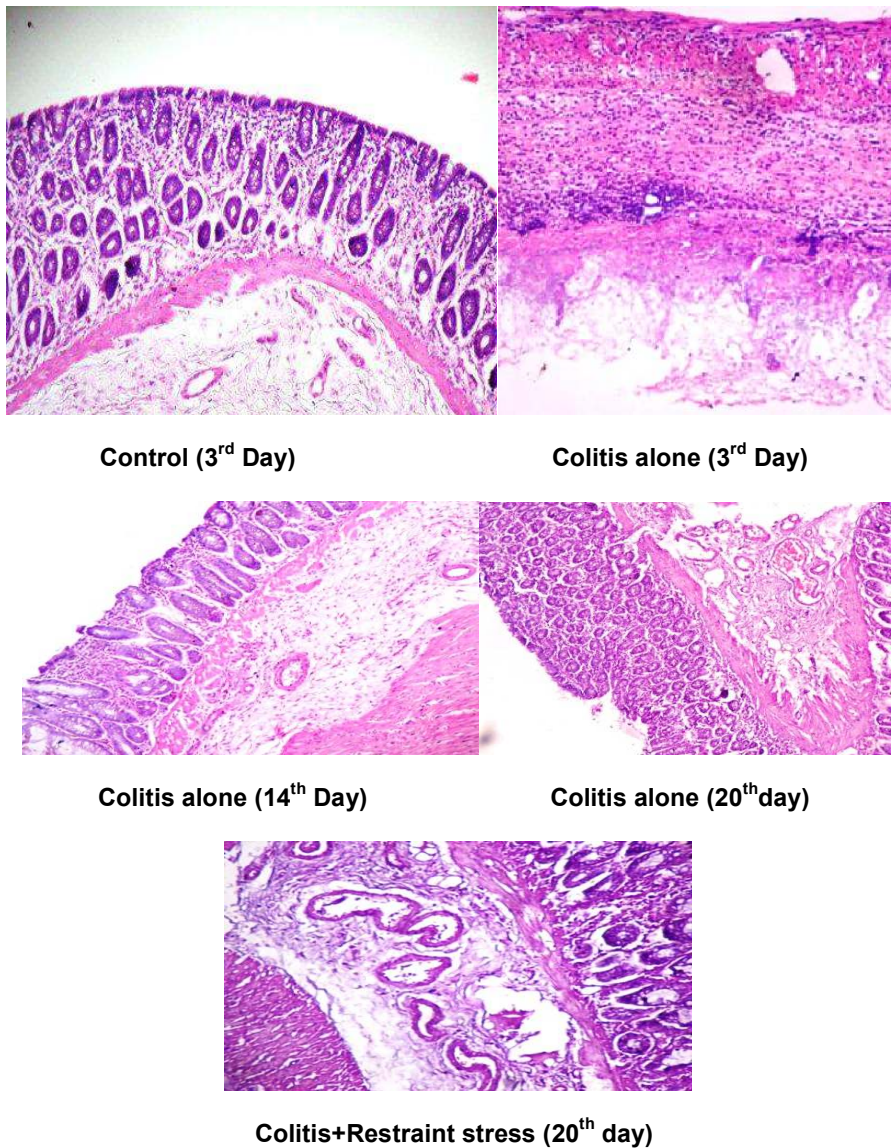 Control (3rd Day)
Colitis alone (3rd Day)
Colitis alone (14th Day)
Colitis alone (20thday)
Colitis+Restraint stress (20th day)